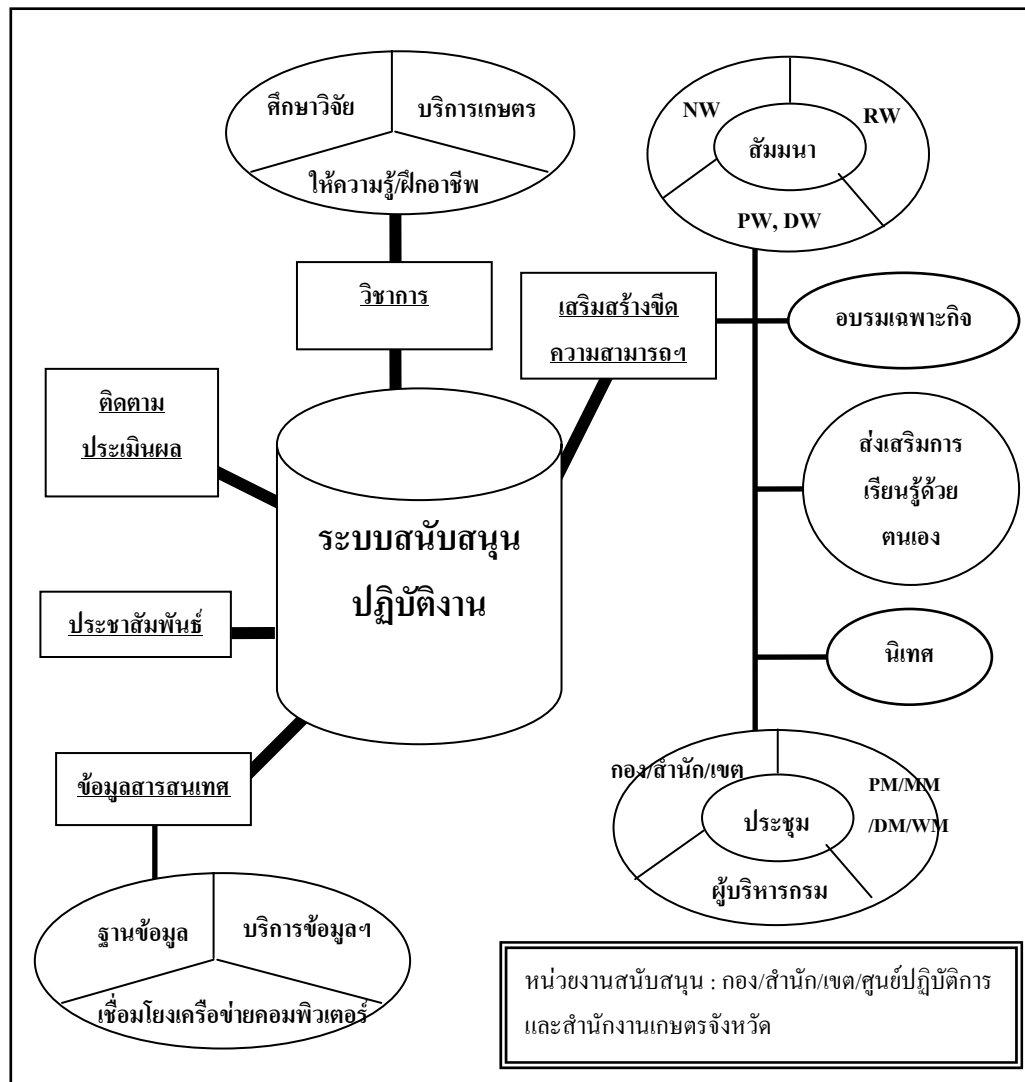 ศึกษาวิจัย
บริการเกษตร
ให้ความรู้/ฝึกอาชีพ
NW
RW
สัมมนา
PW, DW
วิชาการ
เสริมสร้างขีด
ความสามารถฯ
อบรมเฉพาะกิจ
ติดตาม
ประเมินผล
ส่งเสริมการ
เรียนรู้ด้วย
ตนเอง
ระบบสนับสนุน
ปฏิบัติงาน
ประชาสัมพันธ์
นิเทศ
ข้อมูลสารสนเทศ
กอง/สำนัก/เขต
PM/MM
/DM/WM
ประชุม
ผู้บริหารกรม
ฐานข้อมูล
บริการข้อมูลฯ
เชื่อมโยงเครือข่ายคอมพิวเตอร์
หน่วยงานสนับสนุน : กอง/สำนัก/เขต/ศูนย์ปฏิบัติการ
และสำนักงานเกษตรจังหวัด